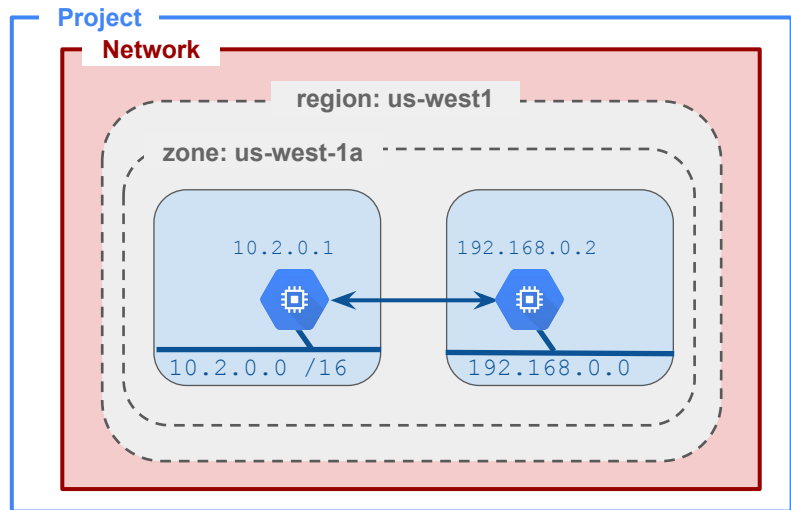 Project
Network
region: us-west1
zone: us-west-1a
10.2.0.1
192.168.0.2
10.2.0.0 /16
192.168.0.0